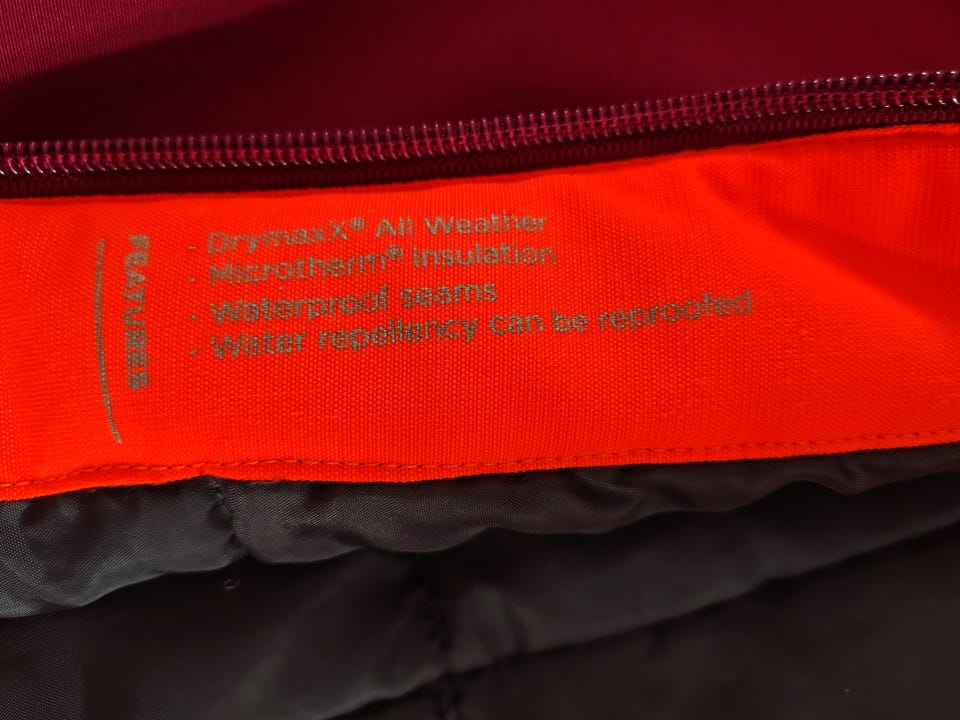 FEATURES
- DrymaxX® All Weather
- Microtherm® Insulation
- Waterproof seams
- Water repellency can be reproofed